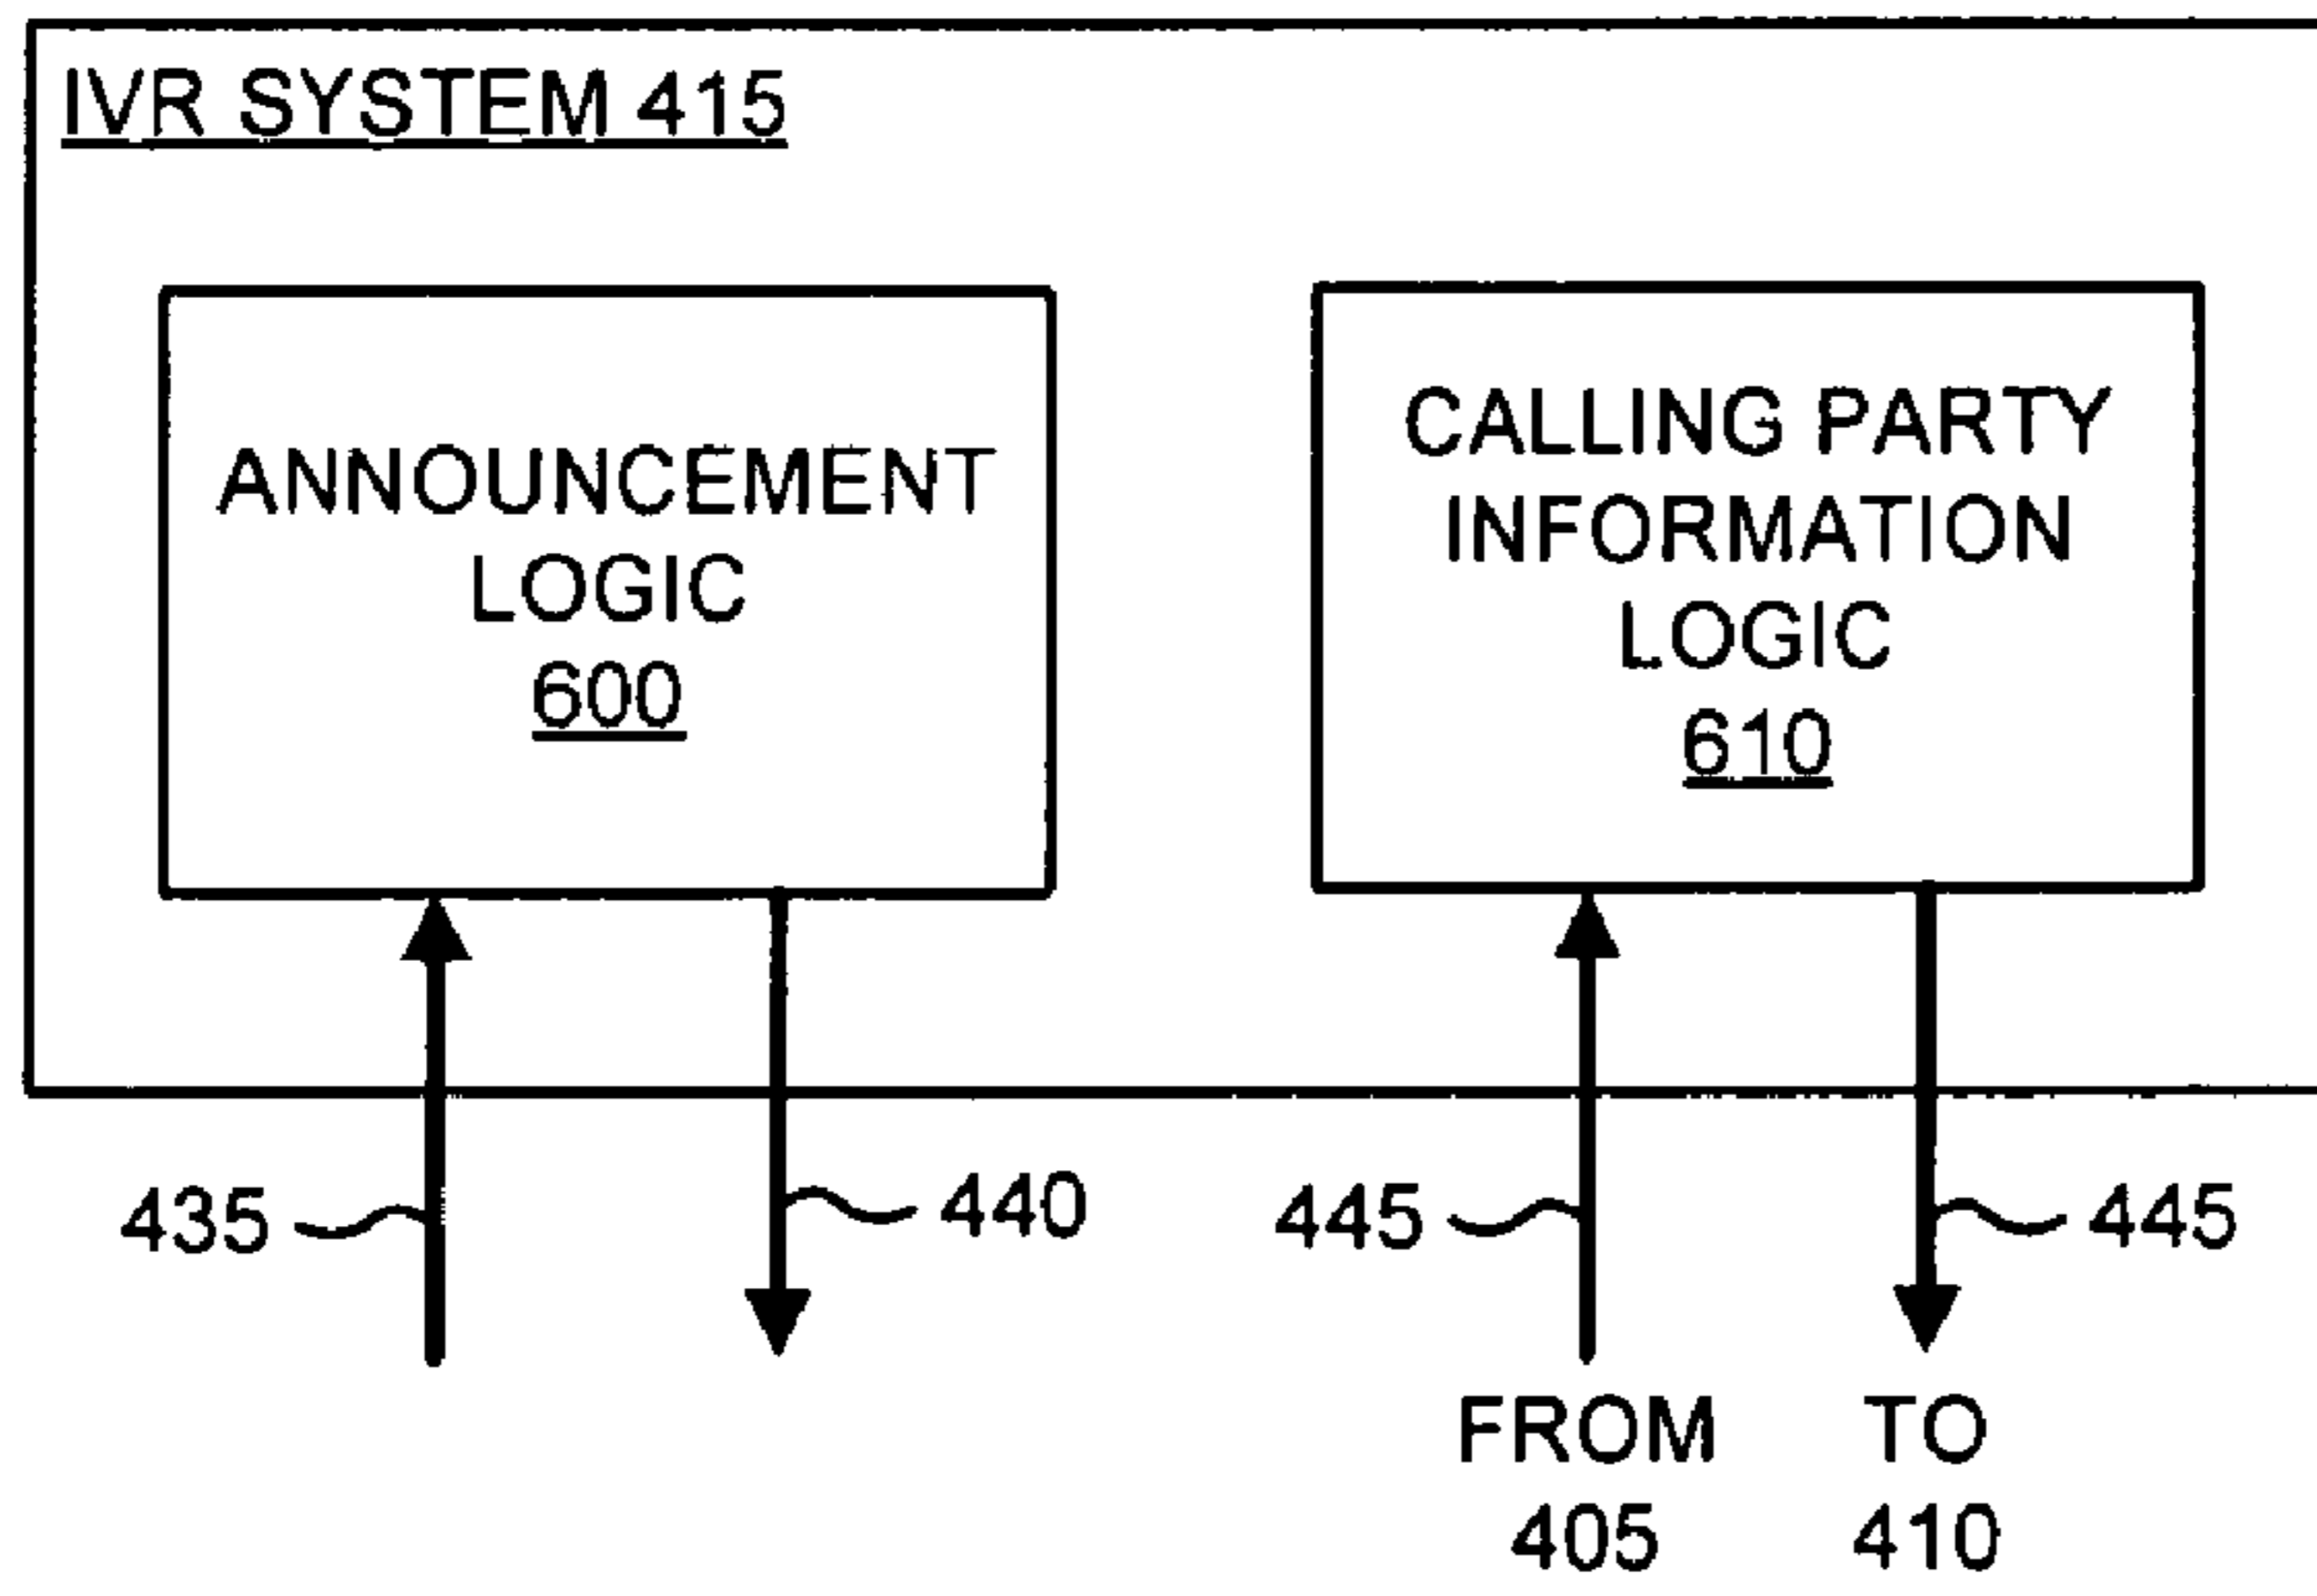 IVR SYSTEM 415
ANNOUNCEMENT
LOGIC
600
CALLING PARTY
INFORMATION
LOGIC
610
435
440
445
445
FROM
405
TO
410